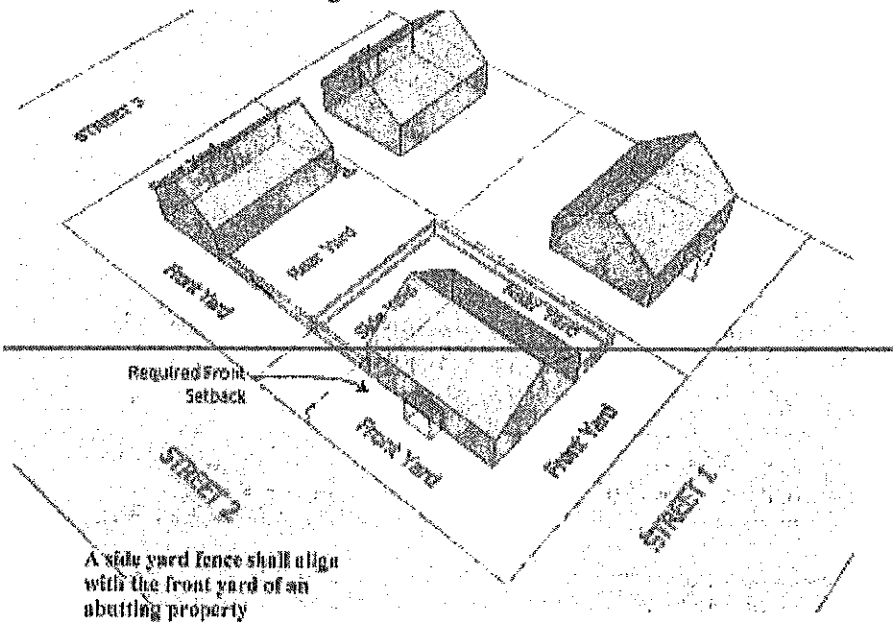 STREET 3
Front Yard
Rear Yard
Side Yard
Rear Yard
Required Front
Setback
Front Yard
Front Yard
STREET 2
STREET 1
A side yard fence shall align
with the front yard of an
abutting property